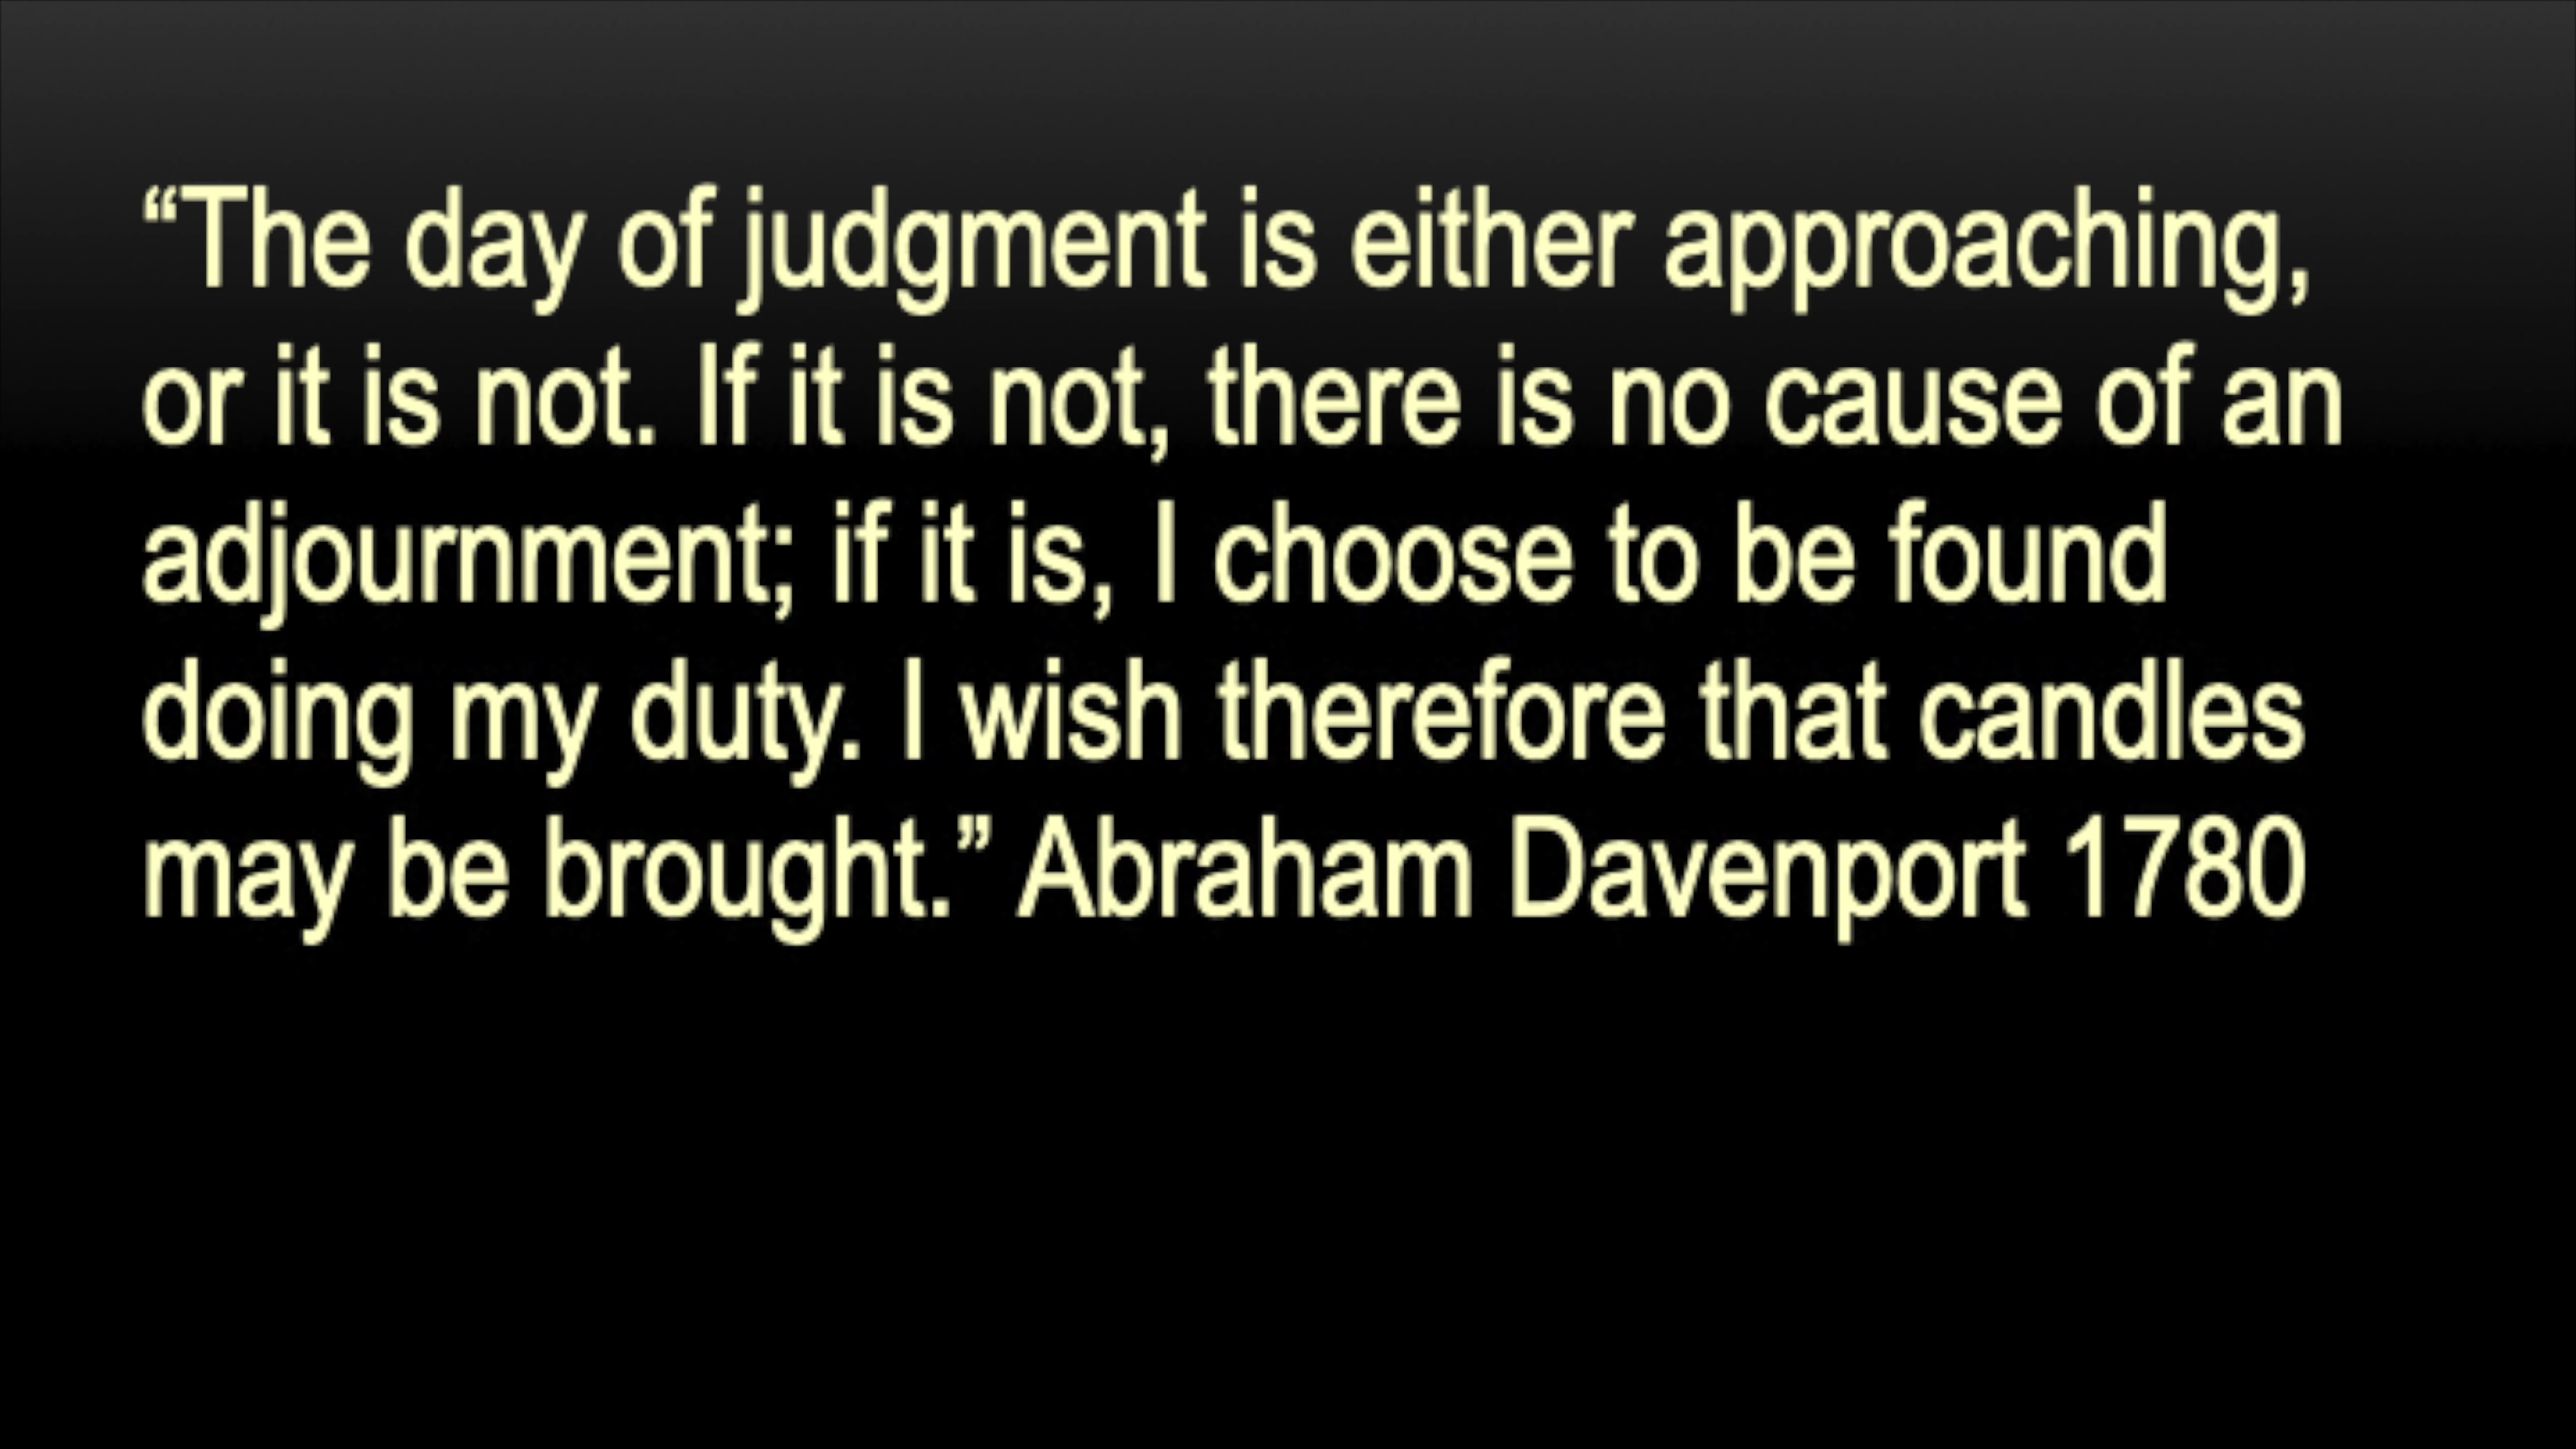 “The day of judgment is either approaching,
or it is not. If it is not, there is no cause of an
adjournment; if it is, I choose to be found
doing my duty. I wish therefore that candles
may be brought.” Abraham Davenport 1780